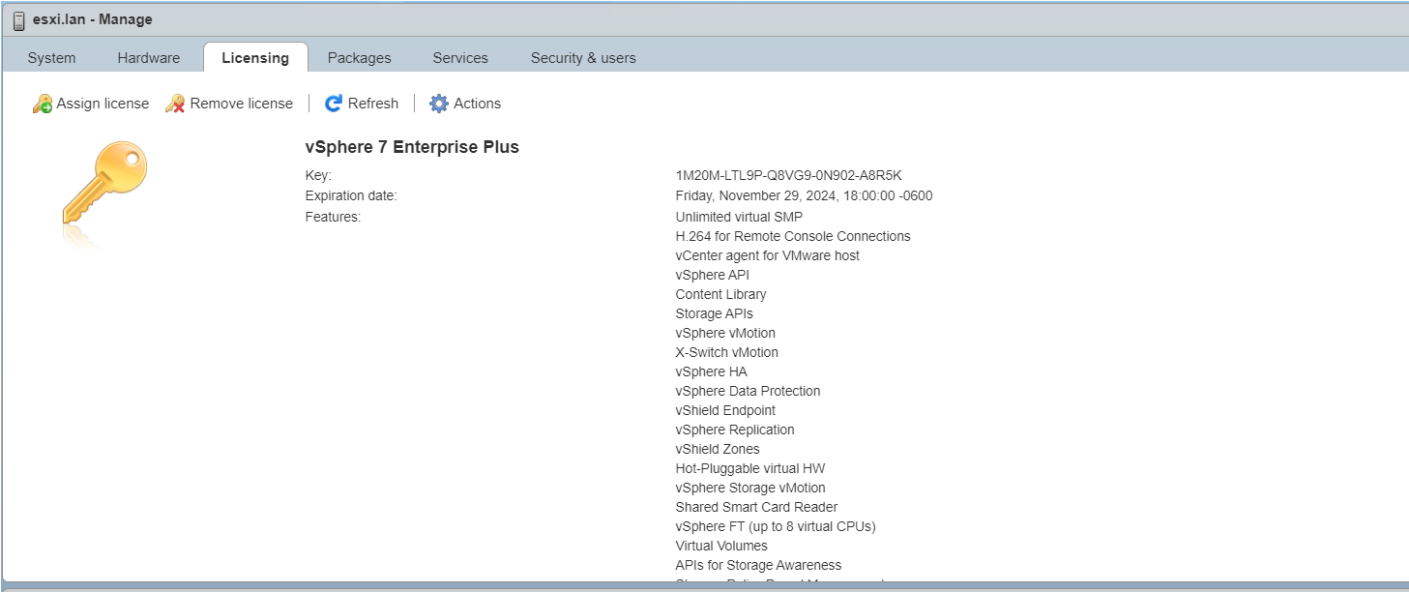 esxi.lan - Manage
System Hardware Licensing Packages Services Security & users
Assign license Remove license Refresh Actions
vSphere 7 Enterprise Plus
Key: 1M20M-LTL9P-Q8VG9-0N902-A8R5K
Expiration date: Friday, November 29, 2024, 18:00:00 -0600
Features: Unlimited virtual SMP
H.264 for Remote Console Connections
vCenter agent for VMware host
vSphere API
Content Library
Storage APIs
vSphere vMotion
X-Switch vMotion
vSphere HA
vSphere Data Protection
vShield Endpoint
vSphere Replication
vShield Zones
Hot-Pluggable virtual HW
vSphere Storage vMotion
Shared Smart Card Reader
vSphere FT (up to 8 virtual CPUs)
Virtual Volumes
APIs for Storage Awareness